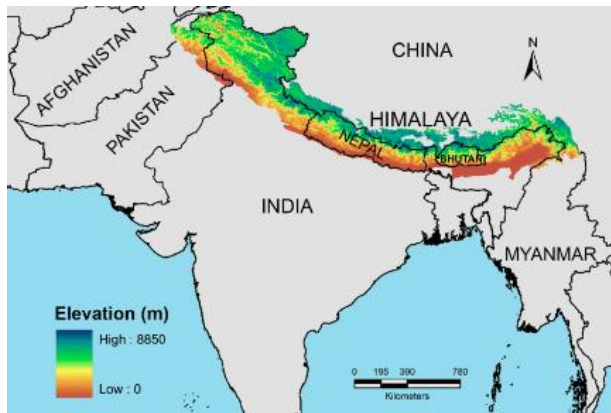 CHINA
N
AFGHANISTAN
PAKISTAN
HIMALAYA
NEPAL
BHUTAN
INDIA
MYANMAR
Elevation (m)
High : 8850
Low : 0
0 195 390 780
Kilometers